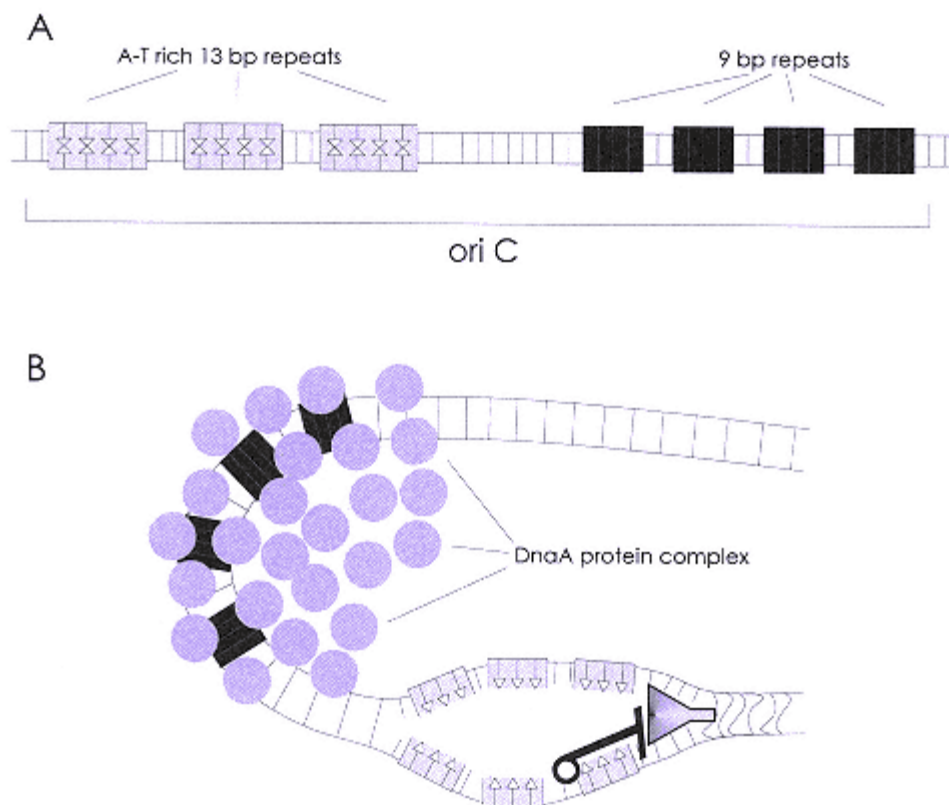 A
A-T rich 13 bp repeats
9 bp repeats
ori C
B
DnaA protein complex